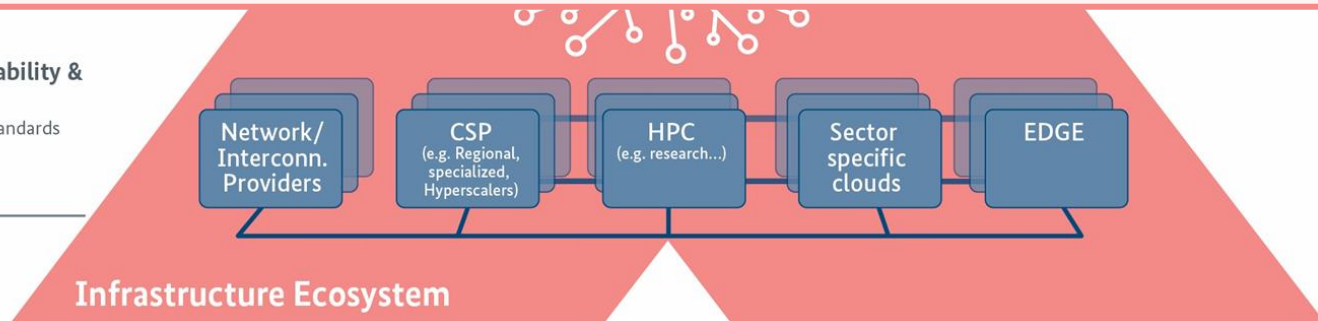 ability &
andards
Network/
Interconn.
Providers
CSP
(e.g. Regional,
specialized,
Hyperscalers)
HPC
(e.g. research...)
Sector
specific
clouds
EDGE
Infrastructure Ecosystem